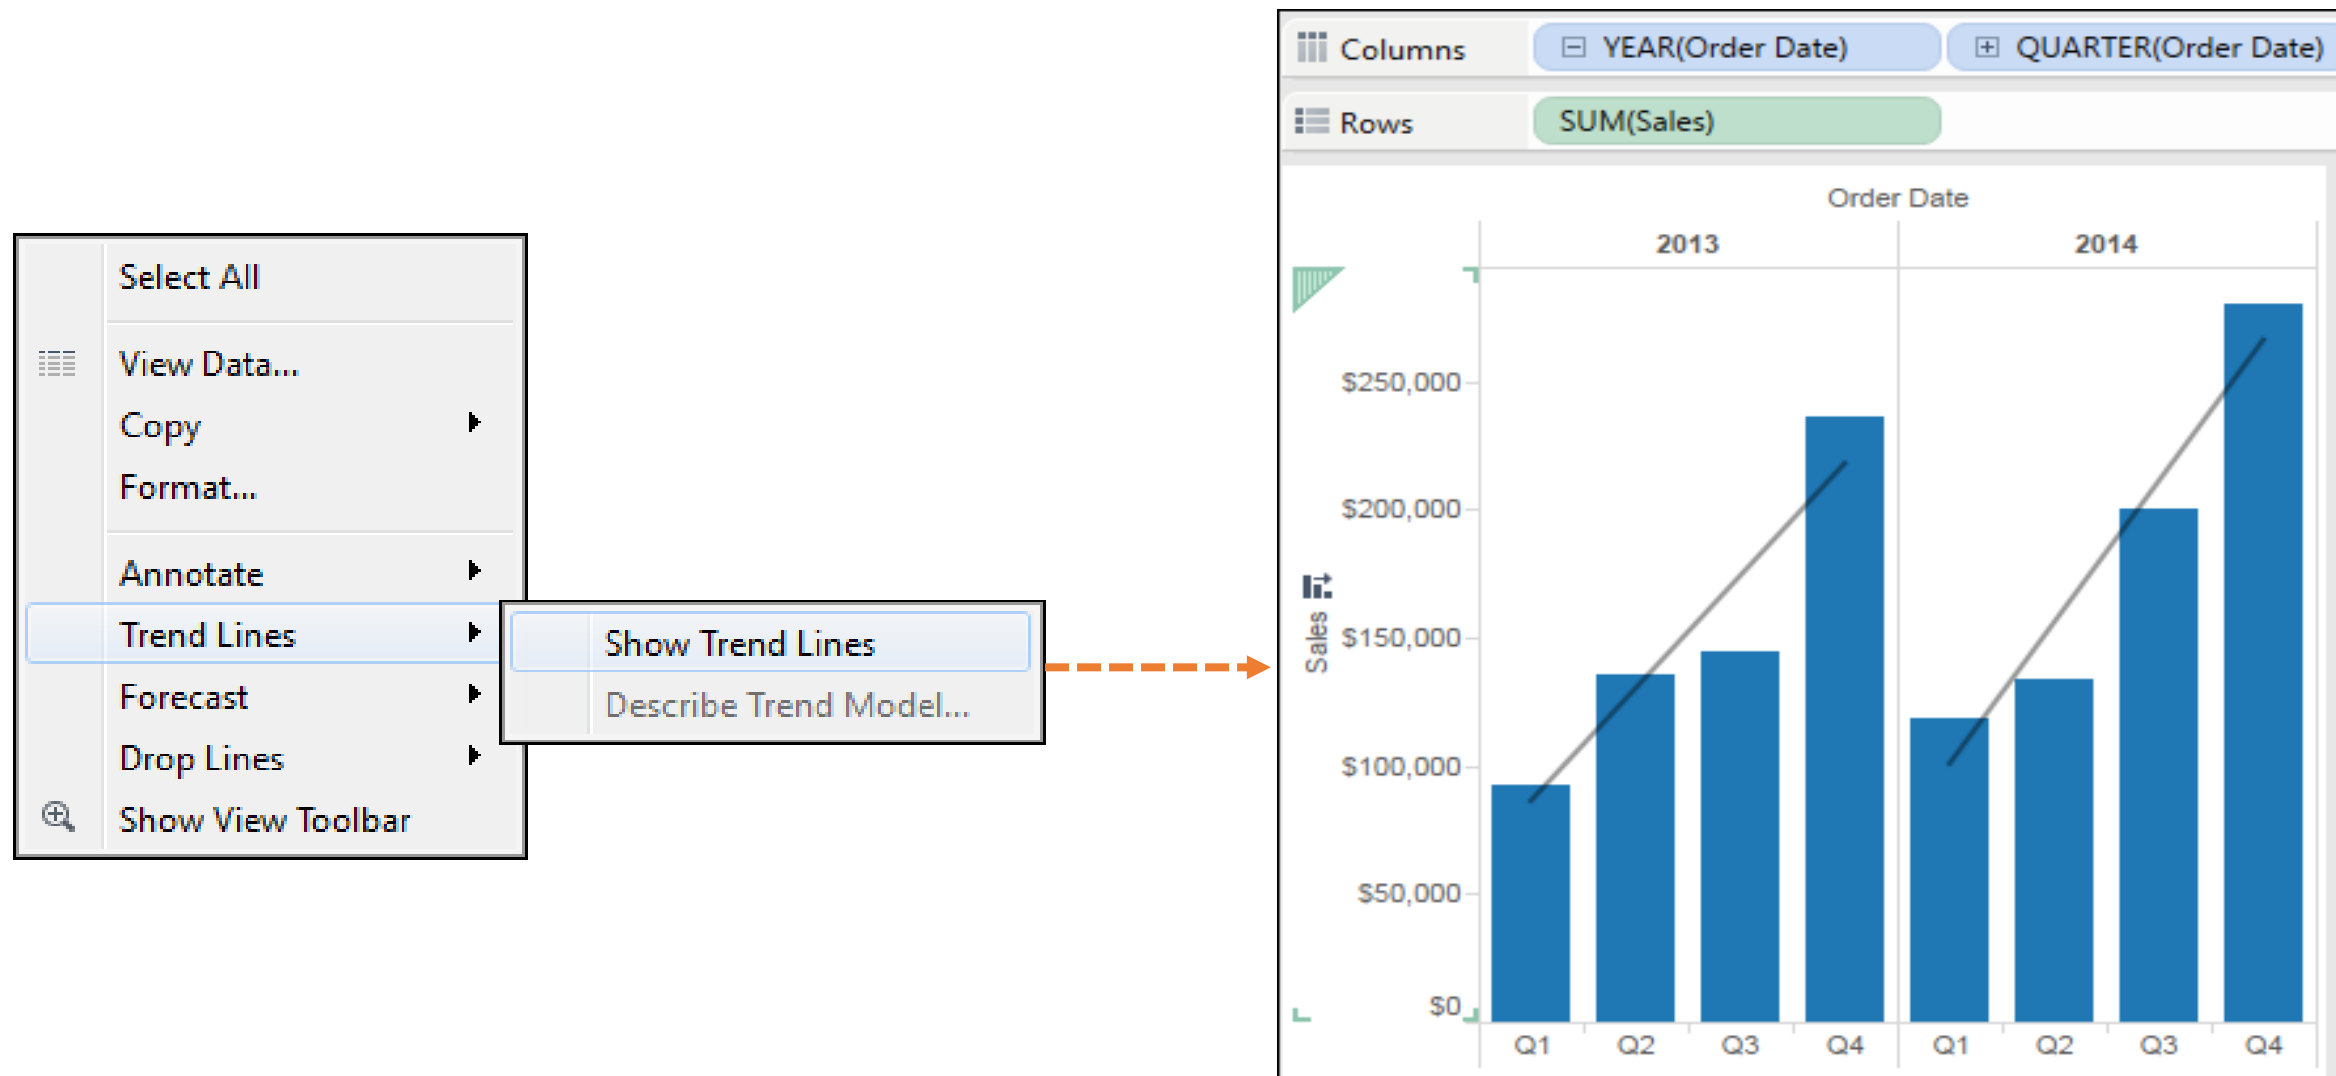 Select All
View Data...
Copy
Format...
Annotate
Trend Lines
Forecast
Drop Lines
Show View Toolbar
Show Trend Lines
Describe Trend Model...
Columns YEAR(Order Date) QUARTER(Order Date)
Rows SUM(Sales)
Order Date
2013 2014
$250,000
$200,000
$150,000
$100,000
$50,000
$0
Sales
Q1 Q2 Q3 Q4 Q1 Q2 Q3 Q4